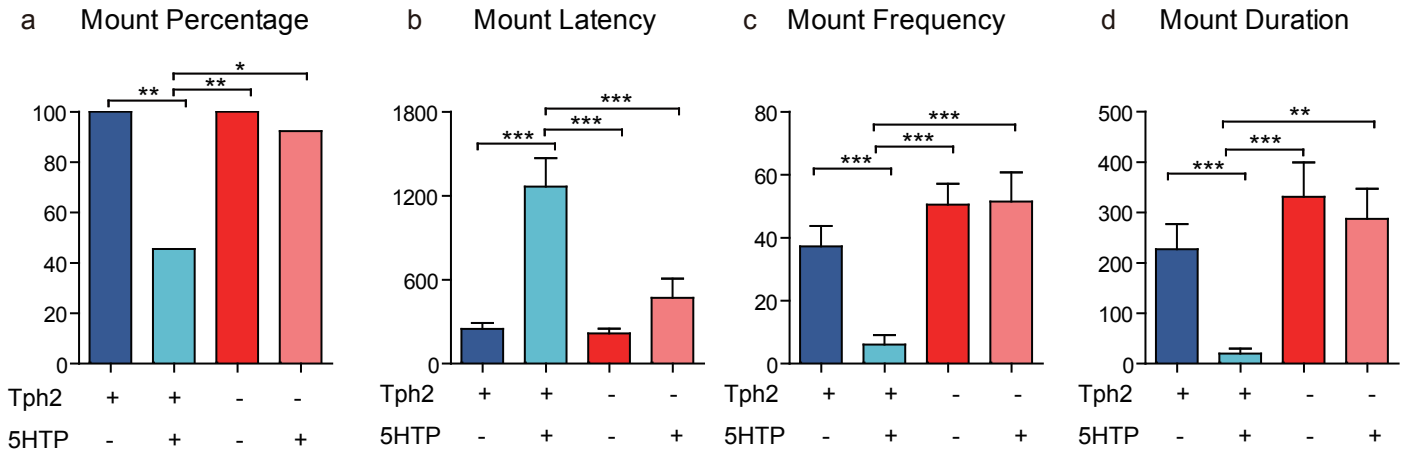 a Mount Percentage
b Mount Latency
c Mount Frequency
d Mount Duration
*
** **
100
80
60
40
20
0
***
*** ***
1800
1200
600
0
***
***
***
80
60
40
20
0
**
***
***
500
400
300
200
100
0
Tph2 + + - -
5HTP - + - +
Tph2 + + - -
5HTP - + - +
Tph2 + + - -
5HTP - + - +
Tph2 + + - -
5HTP - + - +